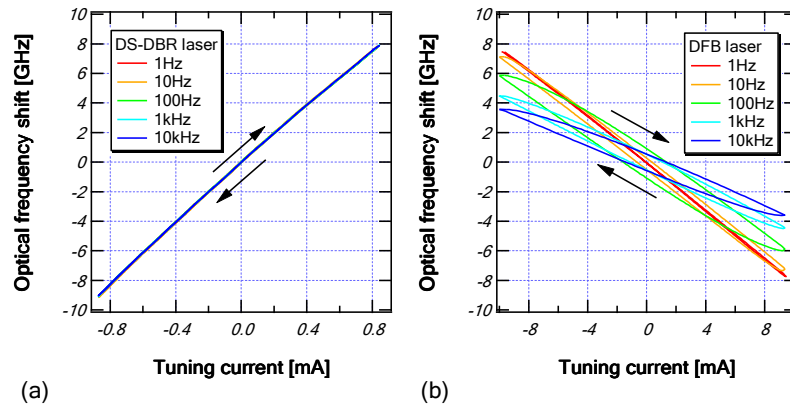 10
8
6
4
2
0
-2
-4
-6
-8
-10
Optical frequency shift [GHz]
DS-DBR laser
1Hz
10Hz
100Hz
1kHz
10kHz
-0.8
-0.4
0.0
0.4
0.8
Tuning current [mA]
(a)
10
8
6
4
2
0
-2
-4
-6
-8
-10
Optical frequency shift [GHz]
DFB laser
1Hz
10Hz
100Hz
1kHz
10kHz
-8
-4
0
4
8
Tuning current [mA]
(b)